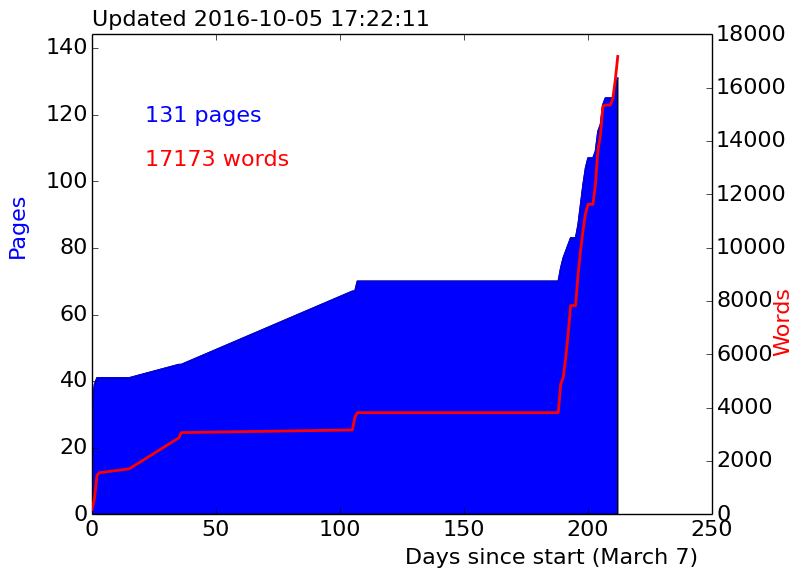 Updated 2016-10-05 17:22:11
140
120
100
80
60
40
20
0
18000
16000
14000
12000
10000
8000
6000
4000
2000
0
131 pages
17173 words
Pages
Words
0 50 100 150 200 250
Days since start (March 7)